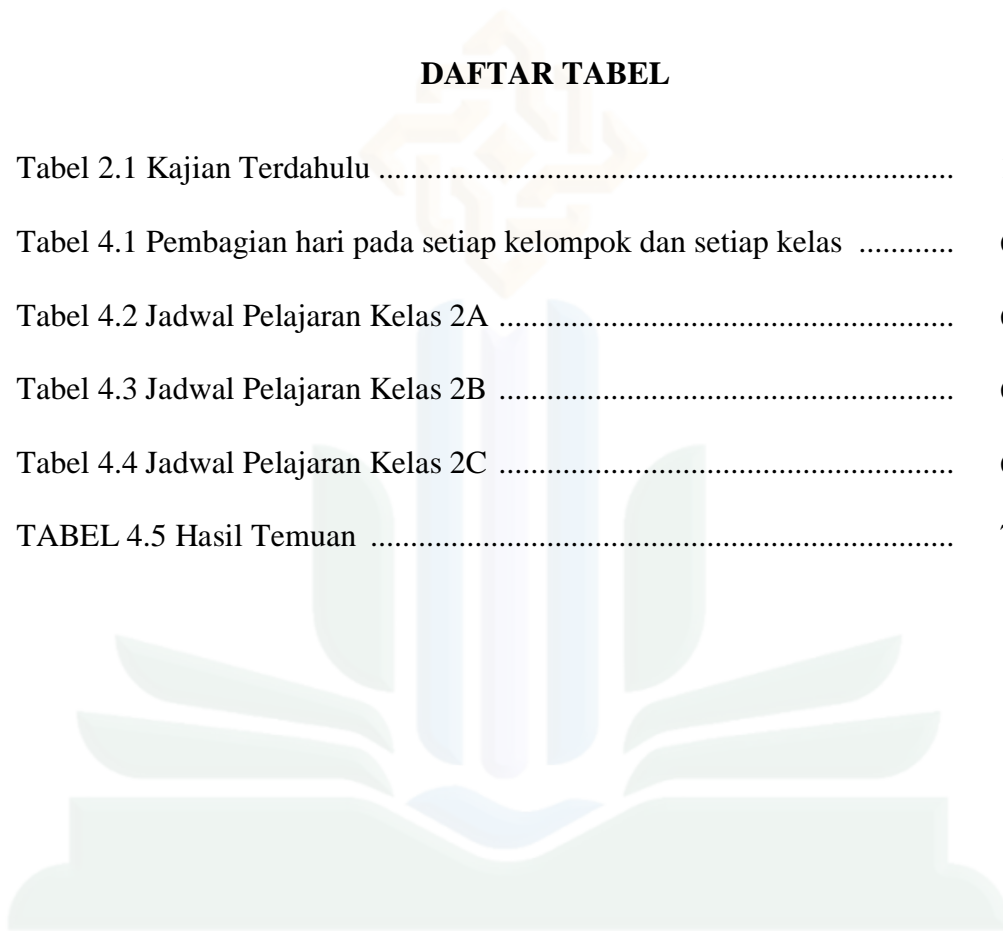 DAFTAR TABEL
Tabel 2.1 Kajian Terdahulu ........................................................................
Tabel 4.1 Pembagian hari pada setiap kelompok dan setiap kelas ............
Tabel 4.2 Jadwal Pelajaran Kelas 2A .........................................................
Tabel 4.3 Jadwal Pelajaran Kelas 2B .........................................................
Tabel 4.4 Jadwal Pelajaran Kelas 2C .........................................................
TABEL 4.5 Hasil Temuan .........................................................................